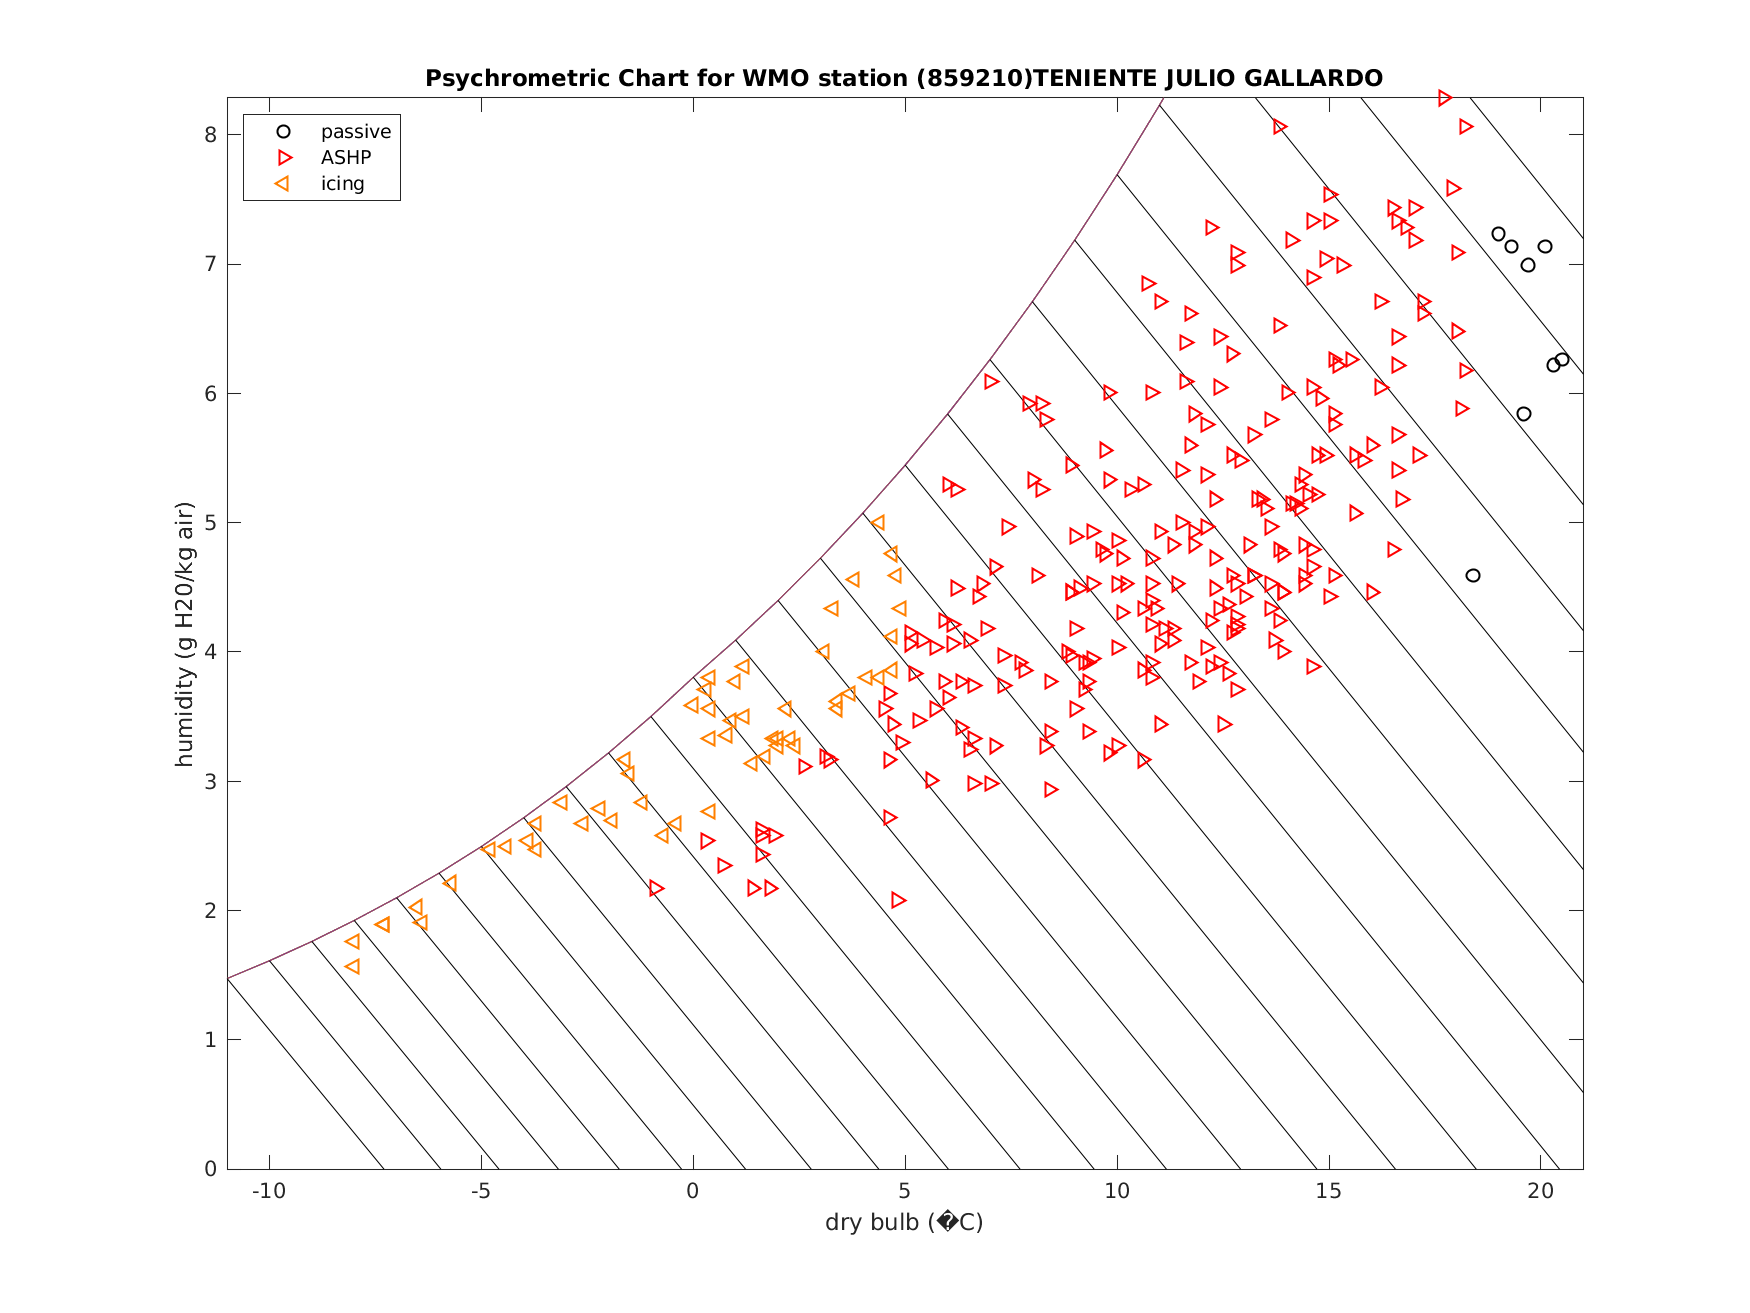 Psychrometric Chart for WMO station (859210)TENIENTE JULIO GALLARDO
passive
ASHP
icing
humidity (g H20/kg air)
8
7
6
5
4
3
2
1
0
-10 -5 0 5 10 15 20
dry bulb (�C)